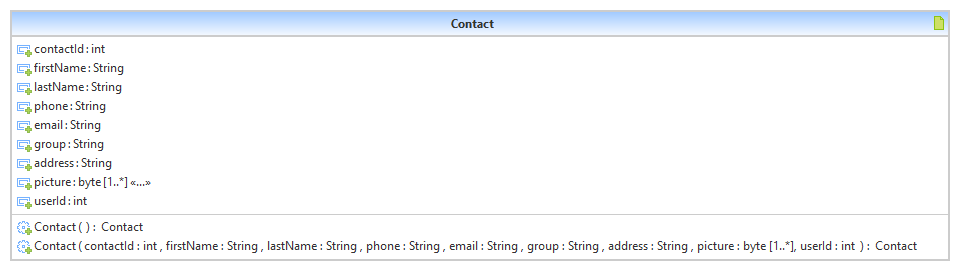 Contact
contactId : int
firstName : String
lastName : String
phone : String
email : String
group : String
address : String
picture : byte [1..*] «...»
userId : int
Contact ( ) : Contact
Contact ( contactId : int , firstName : String , lastName : String , phone : String , email : String , group : String , address : String , picture : byte [1..*], userId : int ) : Contact